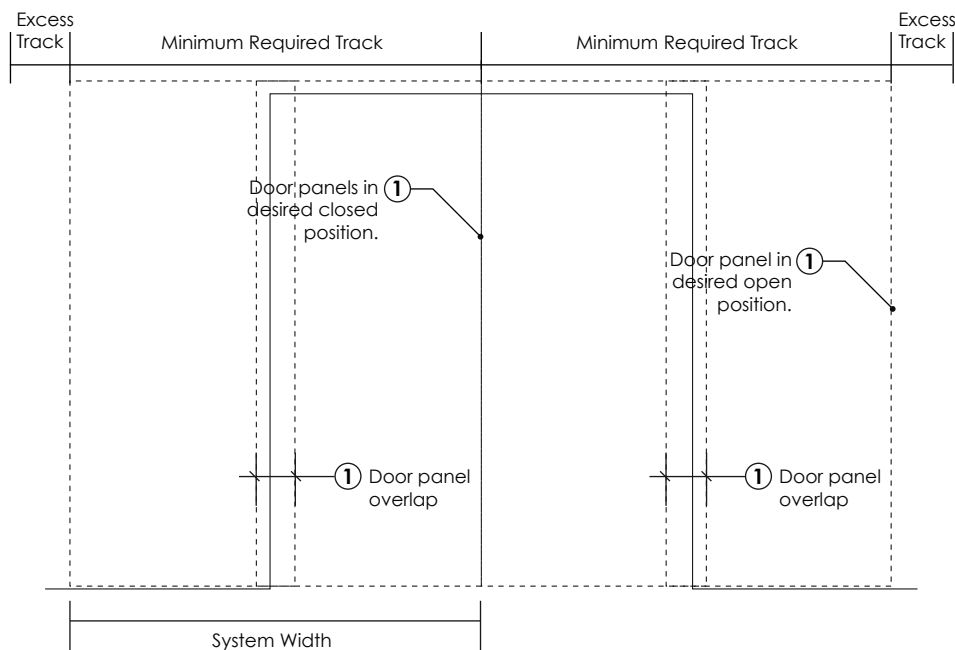 Excess
Track
Minimum Required Track
Minimum Required Track
Excess
Track
Door panels in
desired closed
position.
1
Door panel in
desired open
position.
1
1
Door panel
overlap
1
Door panel
overlap
System Width